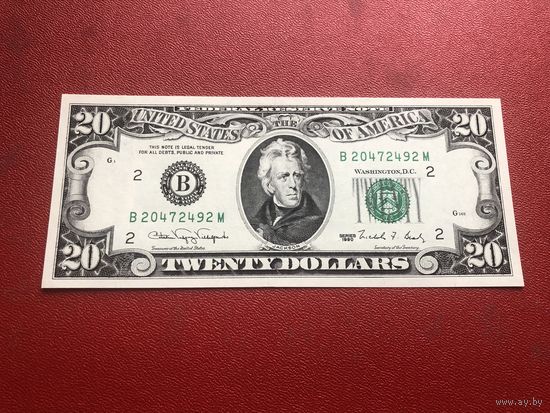 FEDERAL RESERVE NOTE
20 UNITED STATES THE OF AMERICA 20
THIS NOTE IS LEGAL TENDER
FOR ALL DEBTS, PUBLIC AND PRIVATE
B 20472492 M
WASHINGTON, D.C.
2 B 2
B 20472492 M
2 2
Treasurer of the United States.
JACKSON
SERIES
1990
Secretary of the Treasury.
20 TWENTY DOLLARS 20
www.ay.by